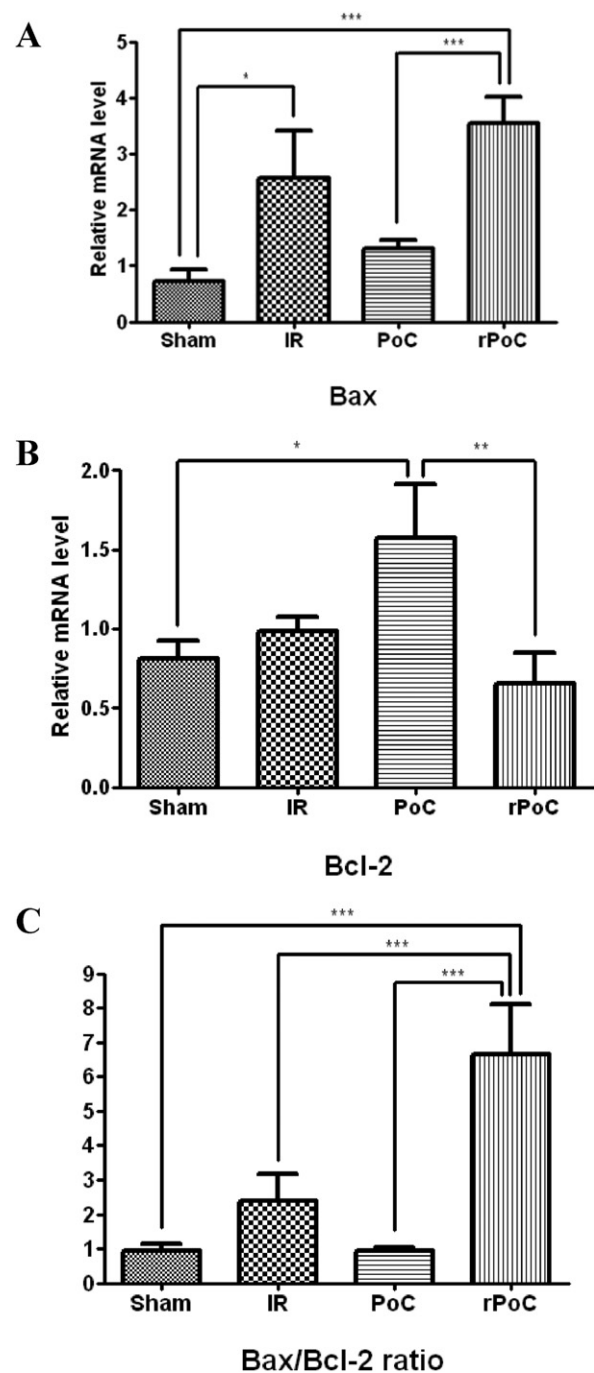 A
***
5
*
***
4
3
2
1
0
Relative mRNA level
Sham IR PoC rPoC
Bax
B
*
**
2.0
1.5
1.0
0.5
0.0
Relative mRNA level
Sham IR PoC rPoC
Bcl-2
C
***
***
***
9
8
7
6
5
4
3
2
1
0
Sham IR PoC rPoC
Bax/Bcl-2 ratio